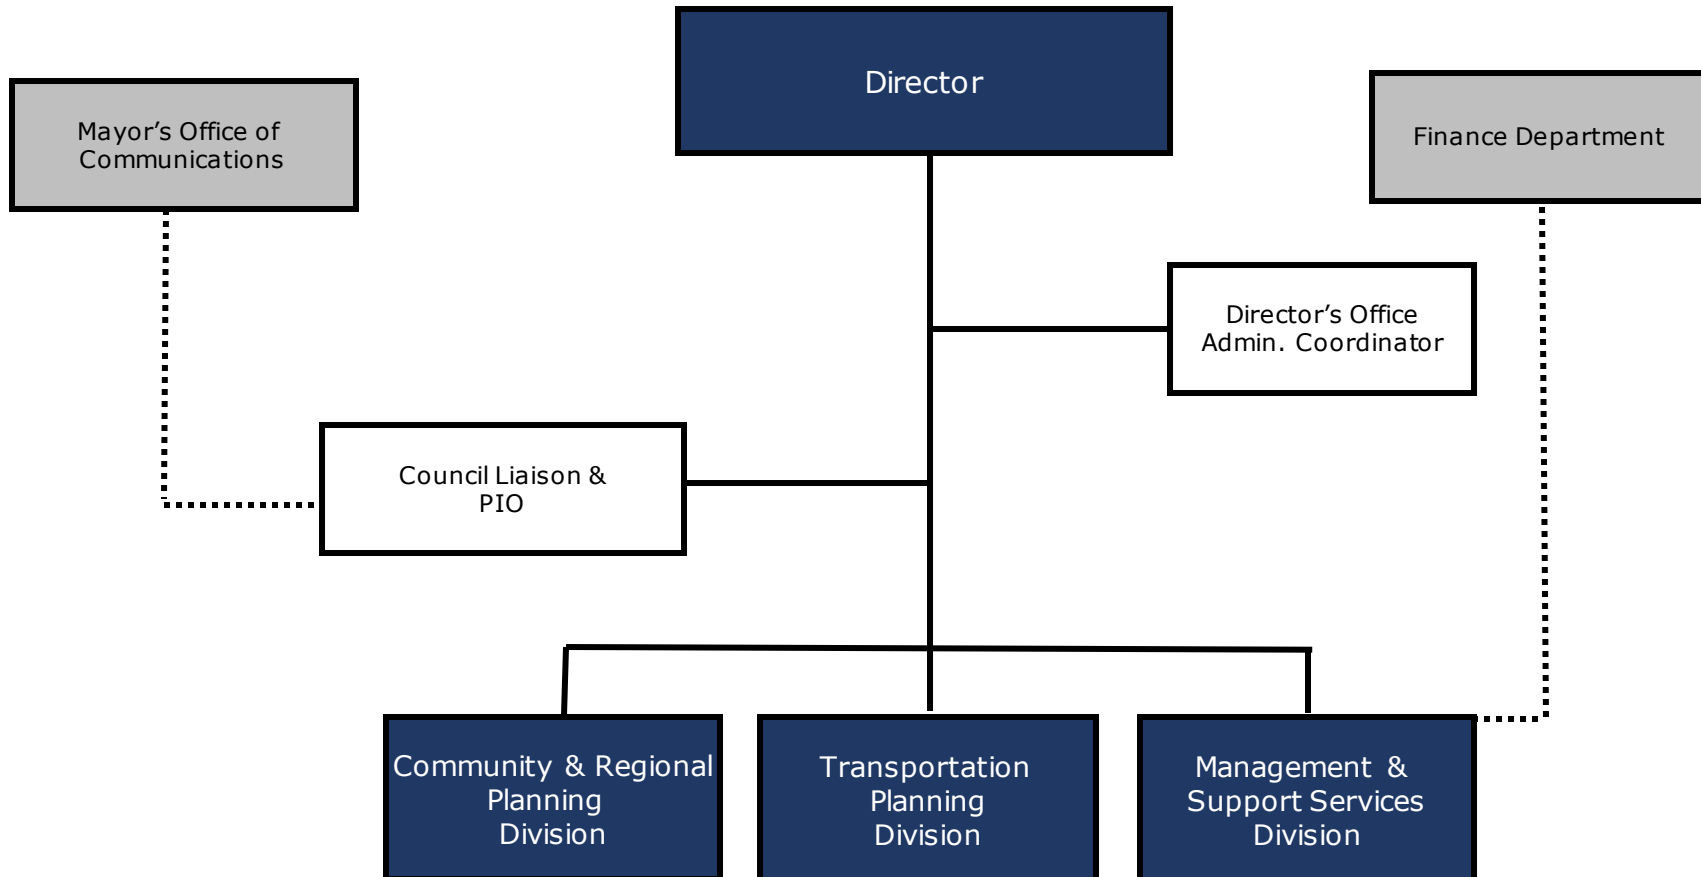 Director
Mayor’s Office of
Communications
Finance Department
Director’s Office
Admin. Coordinator
Council Liaison &
PIO
Community & Regional
Planning
Division
Transportation
Planning
Division
Management &
Support Services
Division